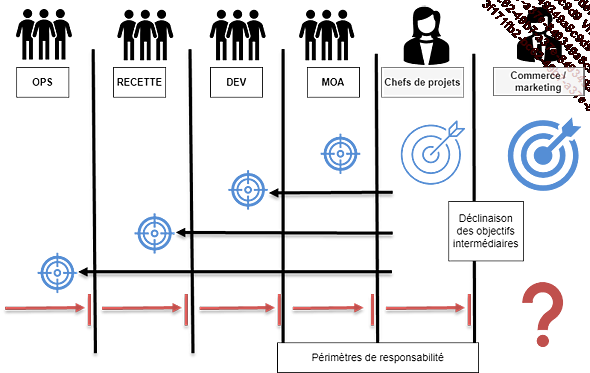 OPS
RECETTE
DEV
MOA
Chefs de projets
Commerce /
marketing
Déclinaison
des objectifs
intermédiaires
?
Périmètres de responsabilité